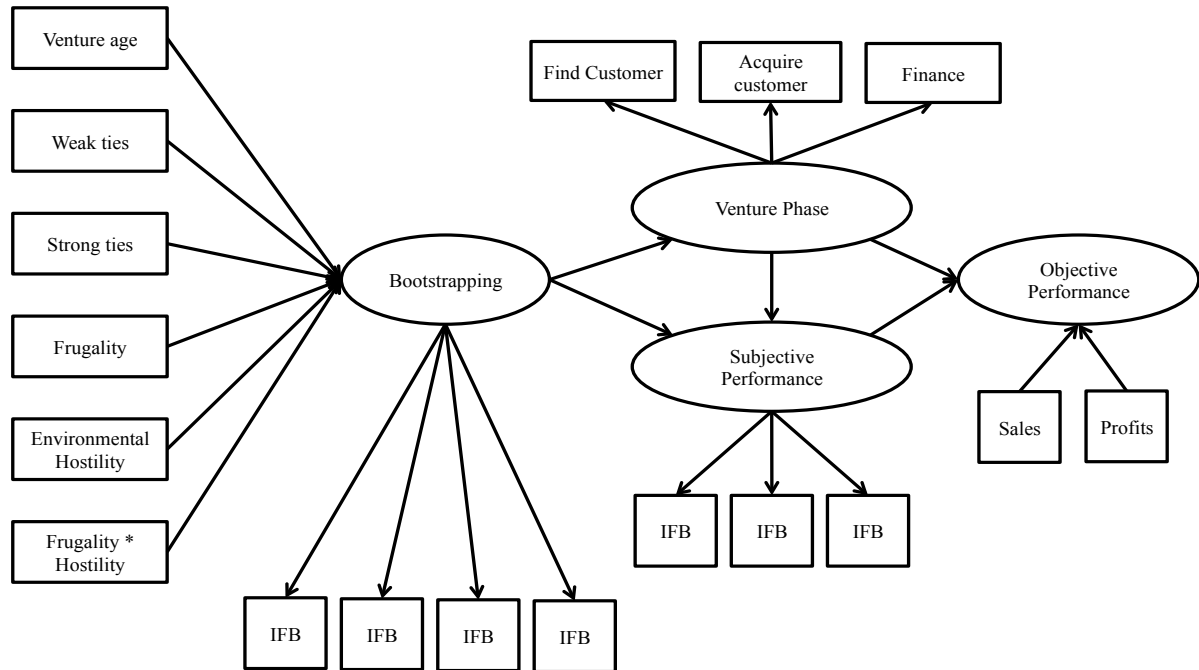 Venture age
Weak ties
Strong ties
Frugality
Environmental
Hostility
Frugality *
Hostility
Bootstrapping
IFB
IFB
IFB
IFB
Find Customer
Acquire
customer
Finance
Venture Phase
Subjective
Performance
IFB
IFB
IFB
Objective
Performance
Sales
Profits